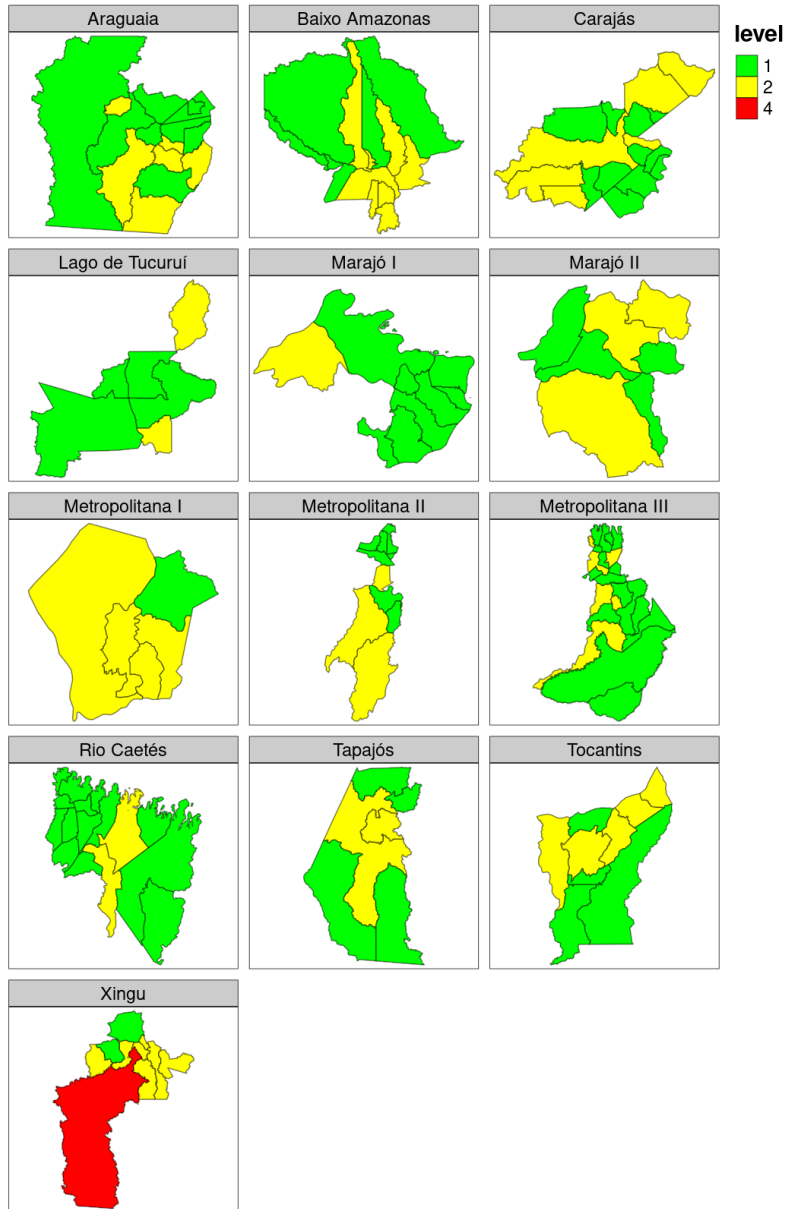 Araguaia
Baixo Amazonas
Carajás
level
1
2
4
Lago de Tucuruí
Marajó I
Marajó II
Metropolitana I
Metropolitana II
Metropolitana III
Rio Caetés
Tapajós
Tocantins
Xingu